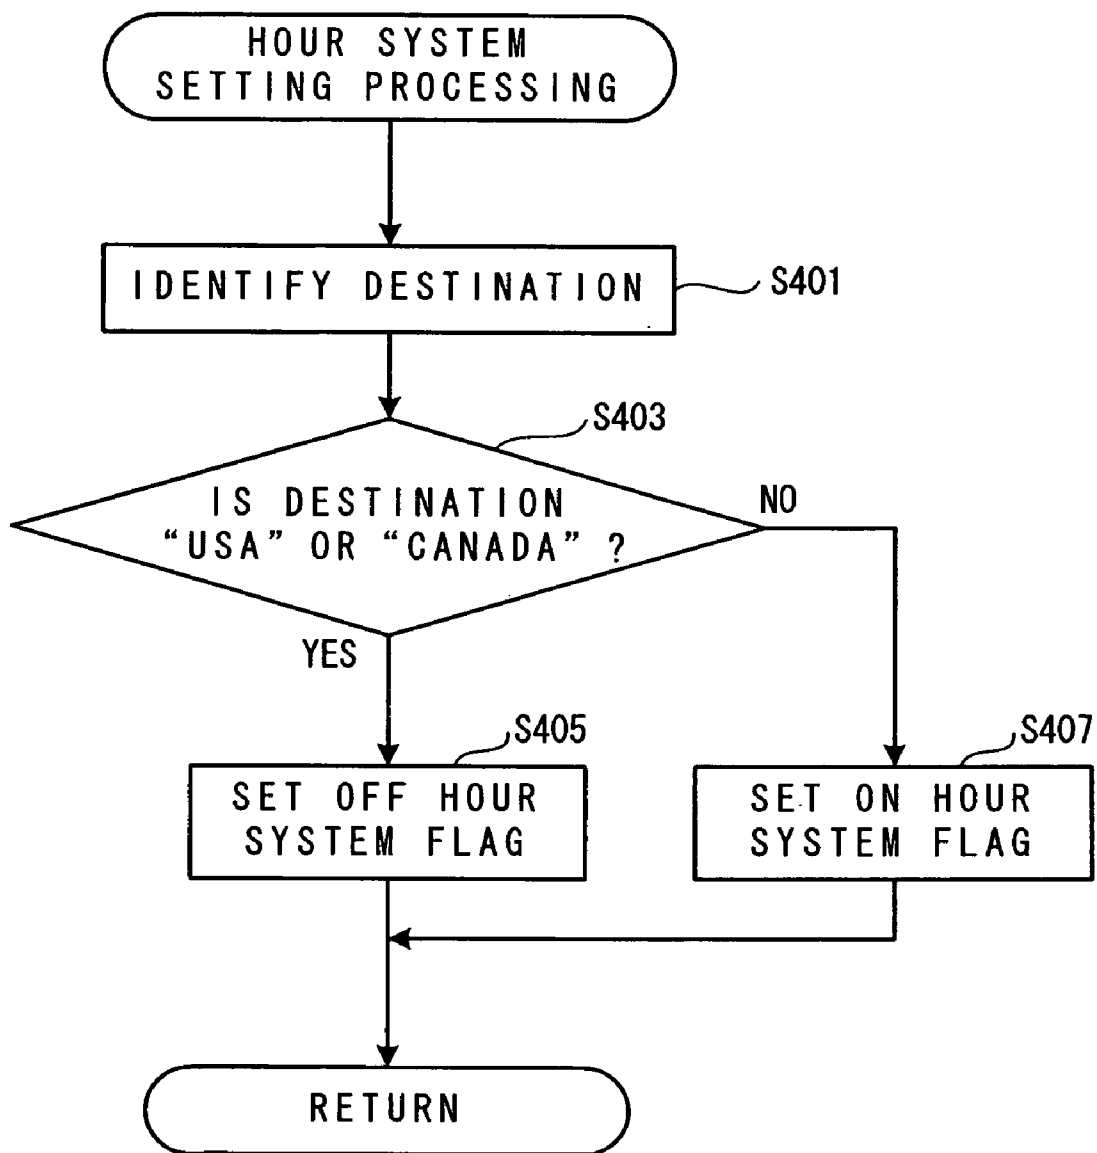 HOUR SYSTEM
SETTING PROCESSING
IDENTIFY DESTINATION
S401
S403
IS DESTINATION
“USA” OR “CANADA” ?
NO
YES
S405
S407
SET OFF HOUR
SYSTEM FLAG
SET ON HOUR
SYSTEM FLAG
RETURN